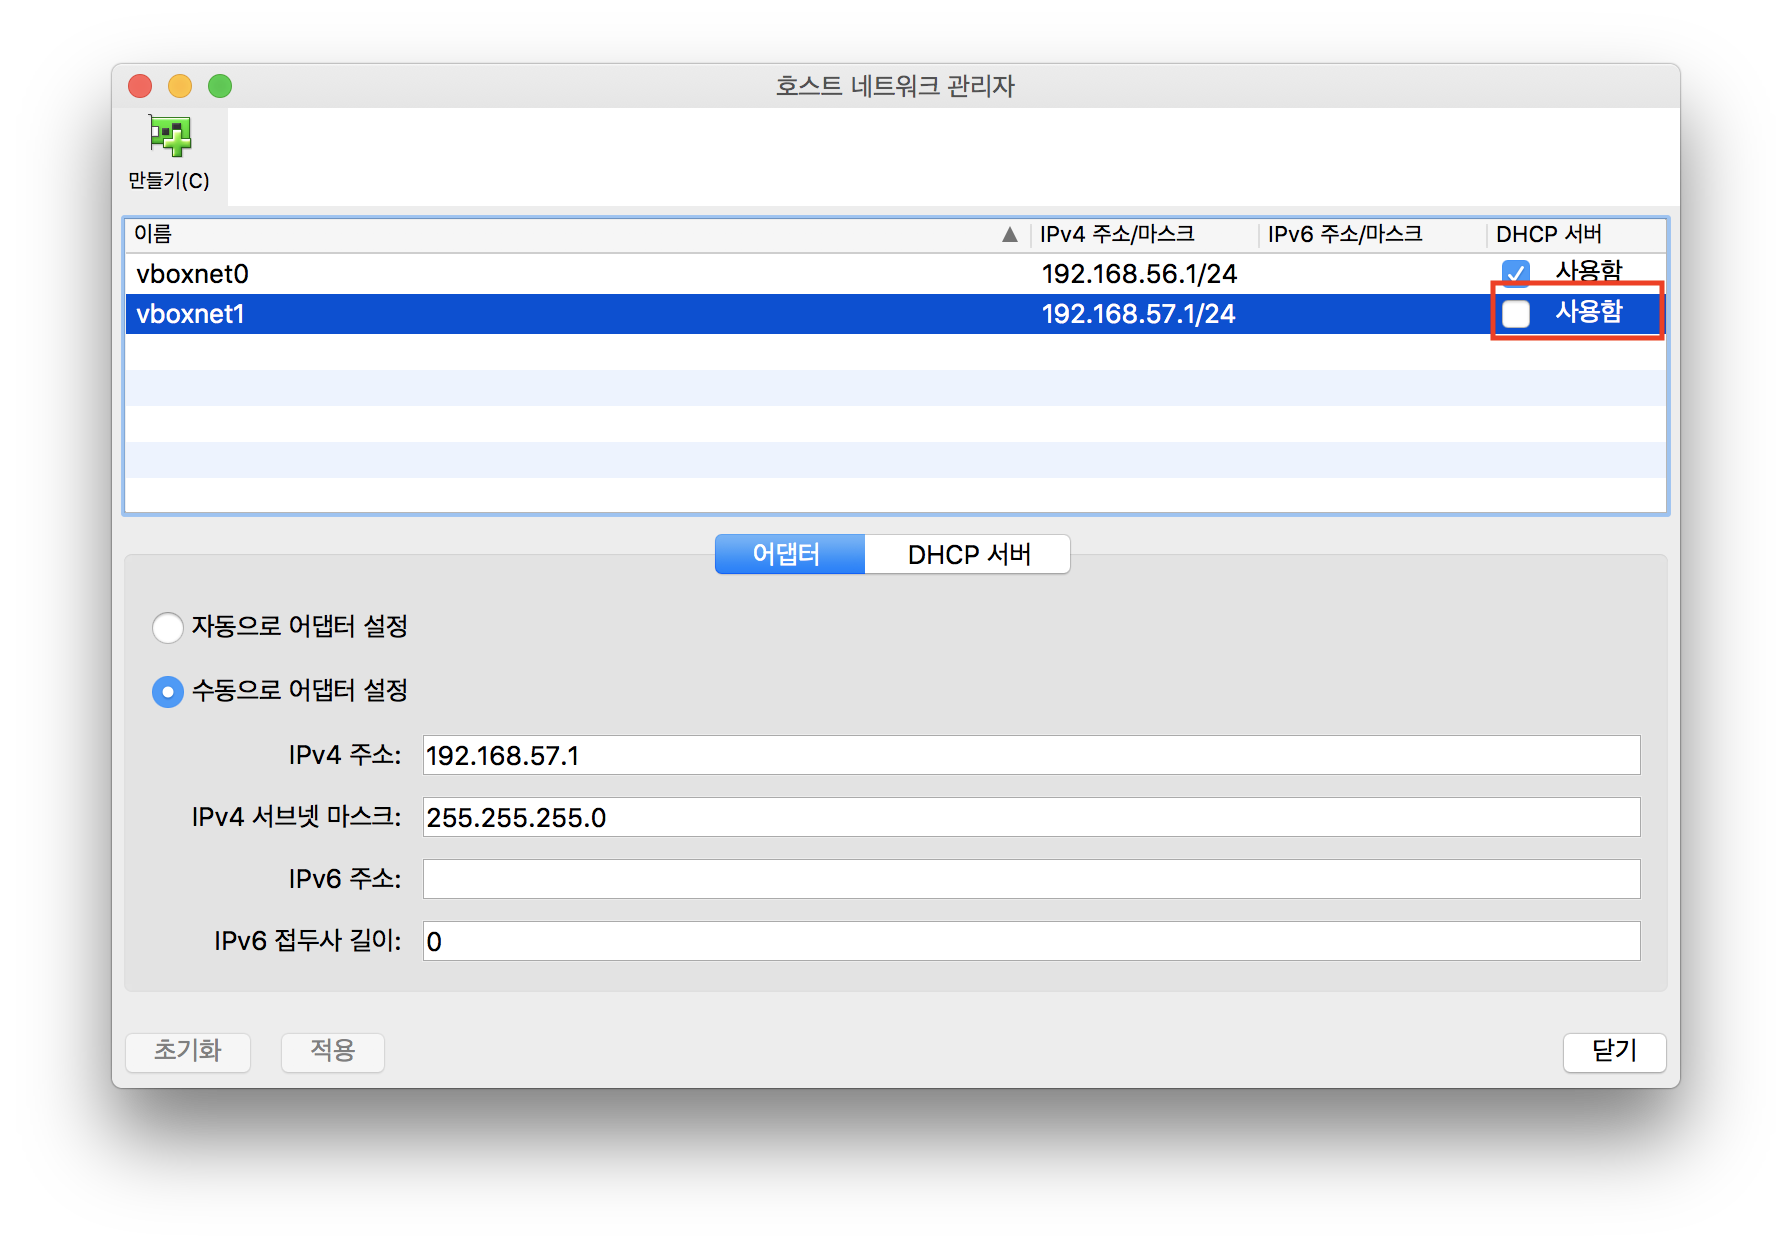 호스트 네트워크 관리자
만들기(C)
이름 IPv4 주소/마스크 IPv6 주소/마스크 DHCP 서버
vboxnet0 192.168.56.1/24 사용함
vboxnet1 192.168.57.1/24 사용함
어댑터 DHCP 서버
자동으로 어댑터 설정
수동으로 어댑터 설정
IPv4 주소: 192.168.57.1
IPv4 서브넷 마스크: 255.255.255.0
IPv6 주소:
IPv6 접두사 길이: 0
초기화 적용 닫기